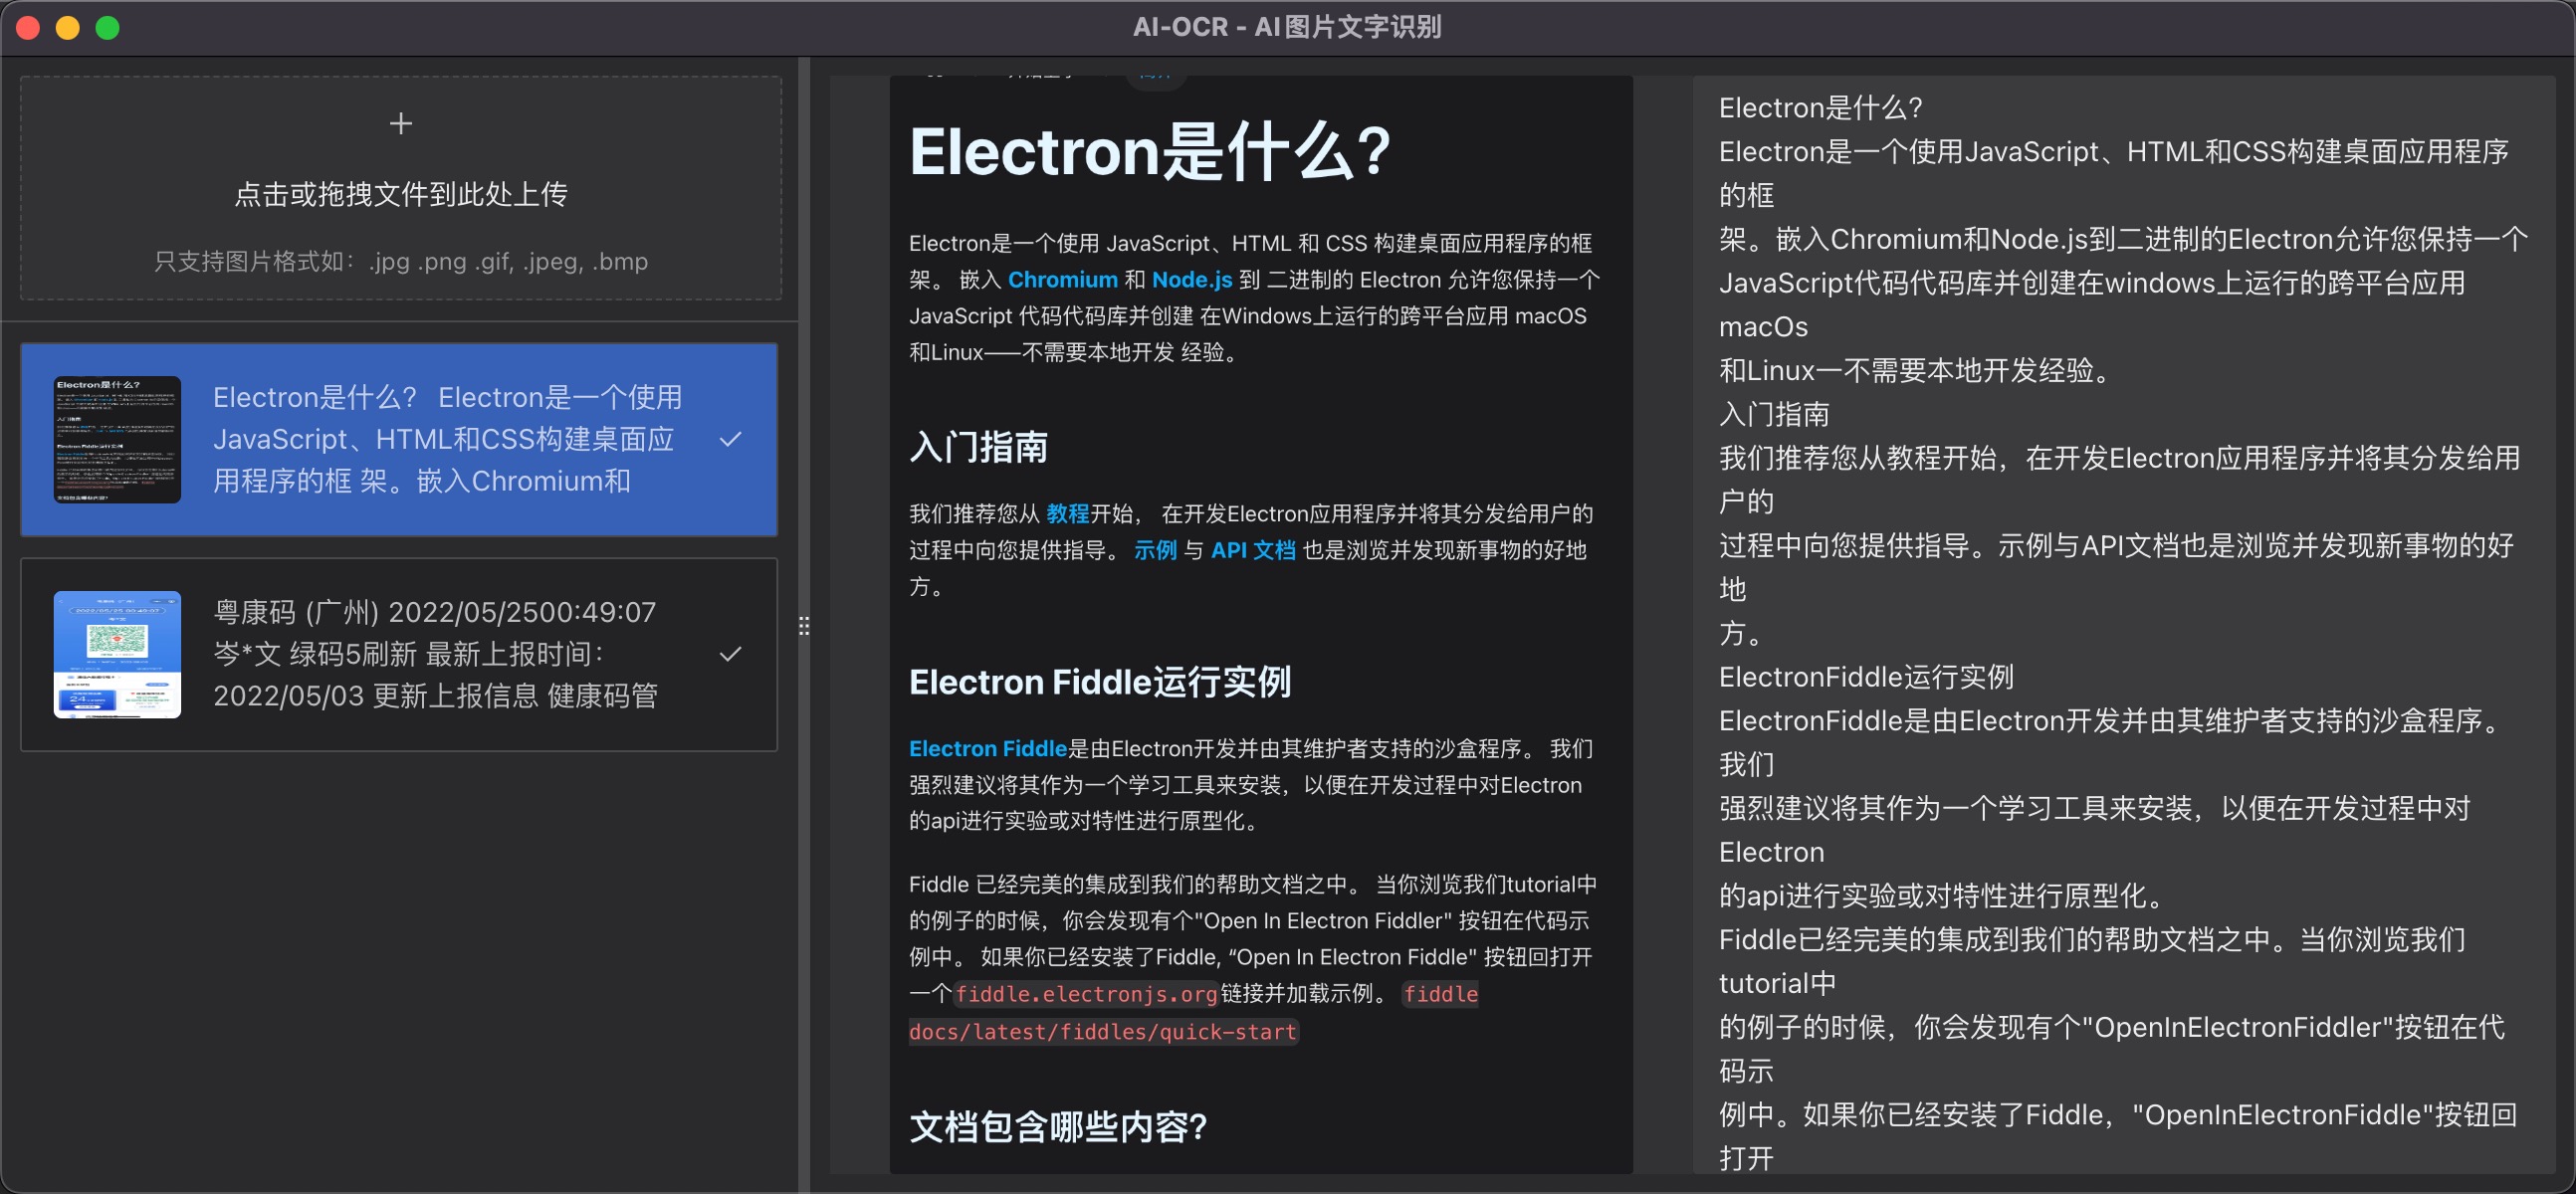 AI-OCR - AI图片文字识别
点击或拖拽文件到此处上传
只支持图片格式如：.jpg .png .gif, .jpeg, .bmp
Electron是什么？ Electron是一个使用
JavaScript、HTML和CSS构建桌面应
用程序的框 架。嵌入Chromium和
粤康码 (广州) 2022/05/2500:49:07
岑*文 绿码5刷新 最新上报时间：
2022/05/03 更新上报信息 健康码管
Electron是什么?
Electron是一个使用 JavaScript、HTML 和 CSS 构建桌面应用程序的框
架。 嵌入 Chromium 和 Node.js 到 二进制的 Electron 允许您保持一个
JavaScript 代码代码库并创建 在Windows上运行的跨平台应用 macOS
和Linux——不需要本地开发 经验。
入门指南
我们推荐您从 教程开始， 在开发Electron应用程序并将其分发给用户的
过程中向您提供指导。 示例 与 API 文档 也是浏览并发现新事物的好地
方。
Electron Fiddle运行实例
Electron Fiddle是由Electron开发并由其维护者支持的沙盒程序。 我们
强烈建议将其作为一个学习工具来安装，以便在开发过程中对Electron
的api进行实验或对特性进行原型化。
Fiddle 已经完美的集成到我们的帮助文档之中。 当你浏览我们tutorial中
的例子的时候，你会发现有个"Open In Electron Fiddler" 按钮在代码示
例中。 如果你已经安装了Fiddle, “Open In Electron Fiddle" 按钮回打开
一个fiddle.electronjs.org链接并加载示例。 fiddle
docs/latest/fiddles/quick-start
文档包含哪些内容?
Electron是什么?
Electron是一个使用JavaScript、HTML和CSS构建桌面应用程序
的框
架。嵌入Chromium和Node.js到二进制的Electron允许您保持一个
JavaScript代码代码库并创建在windows上运行的跨平台应用
macOs
和Linux一不需要本地开发经验。
入门指南
我们推荐您从教程开始，在开发Electron应用程序并将其分发给用
户的
过程中向您提供指导。示例与API文档也是浏览并发现新事物的好
地
方。
ElectronFiddle运行实例
ElectronFiddle是由Electron开发并由其维护者支持的沙盒程序。
我们
强烈建议将其作为一个学习工具来安装，以便在开发过程中对
Electron
的api进行实验或对特性进行原型化。
Fiddle已经完美的集成到我们的帮助文档之中。当你浏览我们
tutorial中
的例子的时候，你会发现有个"OpenInElectronFiddler"按钮在代
码示
例中。如果你已经安装了Fiddle，"OpenInElectronFiddle"按钮回
打开